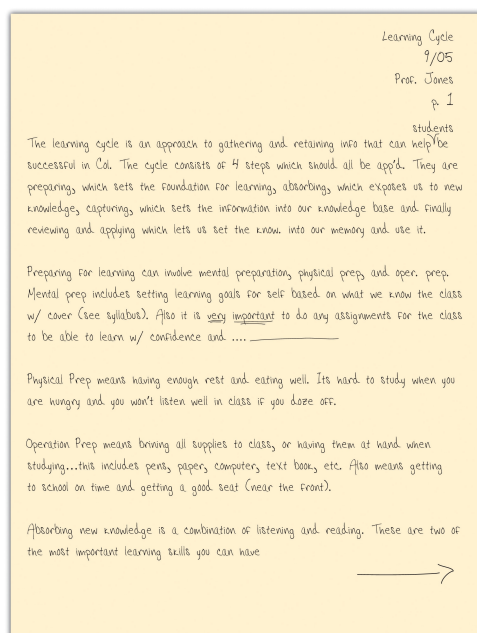 Learning Cycle
9/05
Prof. Jones
p. 1
students
The learning cycle is an approach to gathering and retaining info that can help be
successful in Col. The cycle consists of 4 steps which should all be app'd. They are
preparing, which sets the foundation for learning, absorbing, which exposes us to new
knowledge, capturing, which sets the information into our knowledge base and finally
reviewing and applying which lets us set the know. into our memory and use it.
Preparing for learning can involve mental preparation, physical prep, and oper. prep.
Mental prep includes setting learning goals for self based on what we know the class
w/ cover (see syllabus). Also it is very important to do any assignments for the class
to be able to learn w/ confidence and .... 
Physical Prep means having enough rest and eating well. Its hard to study when you
are hungry and you won't listen well in class if you doze off.
Operation Prep means brining all supplies to class, or having them at hand when
studying...this includes pens, paper, computer, text book, etc. Also means getting
to school on time and getting a good seat (near the front).
Absorbing new knowledge is a combination of listening and reading. These are two of
the most important learning skills you can have